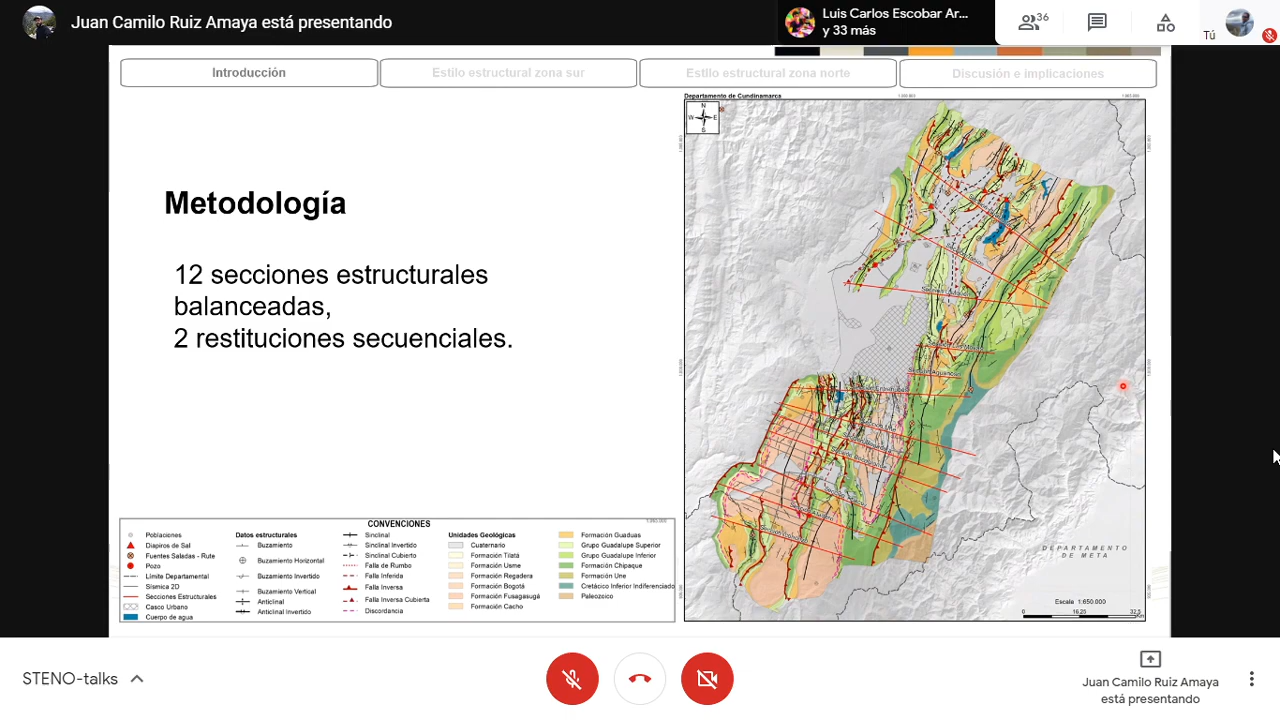 Juan Camilo Ruiz Amaya está presentando
Luis Carlos Escobar Ar...
y 33 más
36
Tú
Introducción
Estilo estructural zona sur
Estilo estructural zona norte
Discusión e implicaciones
Metodología
12 secciones estructurales
balanceadas,
2 restituciones secuenciales.
Departamento de Cundinamarca
N
W E
S
DEPARTAMENTO
DE META
Escala 1:650.000
0 16,25 32,5
Km
CONVENCIONES
Poblaciones
Diapiros de Sal
Fuentes Saladas - Rute
Pozo
Límite Departamental
Sísmica 2D
Secciones Estructurales
Casco Urbano
Cuerpo de agua
Datos estructurales
Buzamiento
Buzamiento Horizontal
Buzamiento Invertido
Buzamiento Vertical
Anticlinal
Anticlinal Invertido
Sinclinal
Sinclinal Invertido
Sinclinal Cubierto
Falla de Rumbo
Falla Inferida
Falla Inversa
Falla Inversa Cubierta
Discordancia
Unidades Geológicas
Cuaternario
Formación Tilatá
Formación Usme
Formación Regadera
Formación Bogotá
Formación Fusagasugá
Formación Cacho
Formación Guaduas
Grupo Guadalupe Superior
Grupo Guadalupe Inferior
Formación Chipaque
Formación Une
Cretácico Inferior Indiferenciado
Paleozoico
STENO-talks
Juan Camilo Ruiz Amaya
está presentando